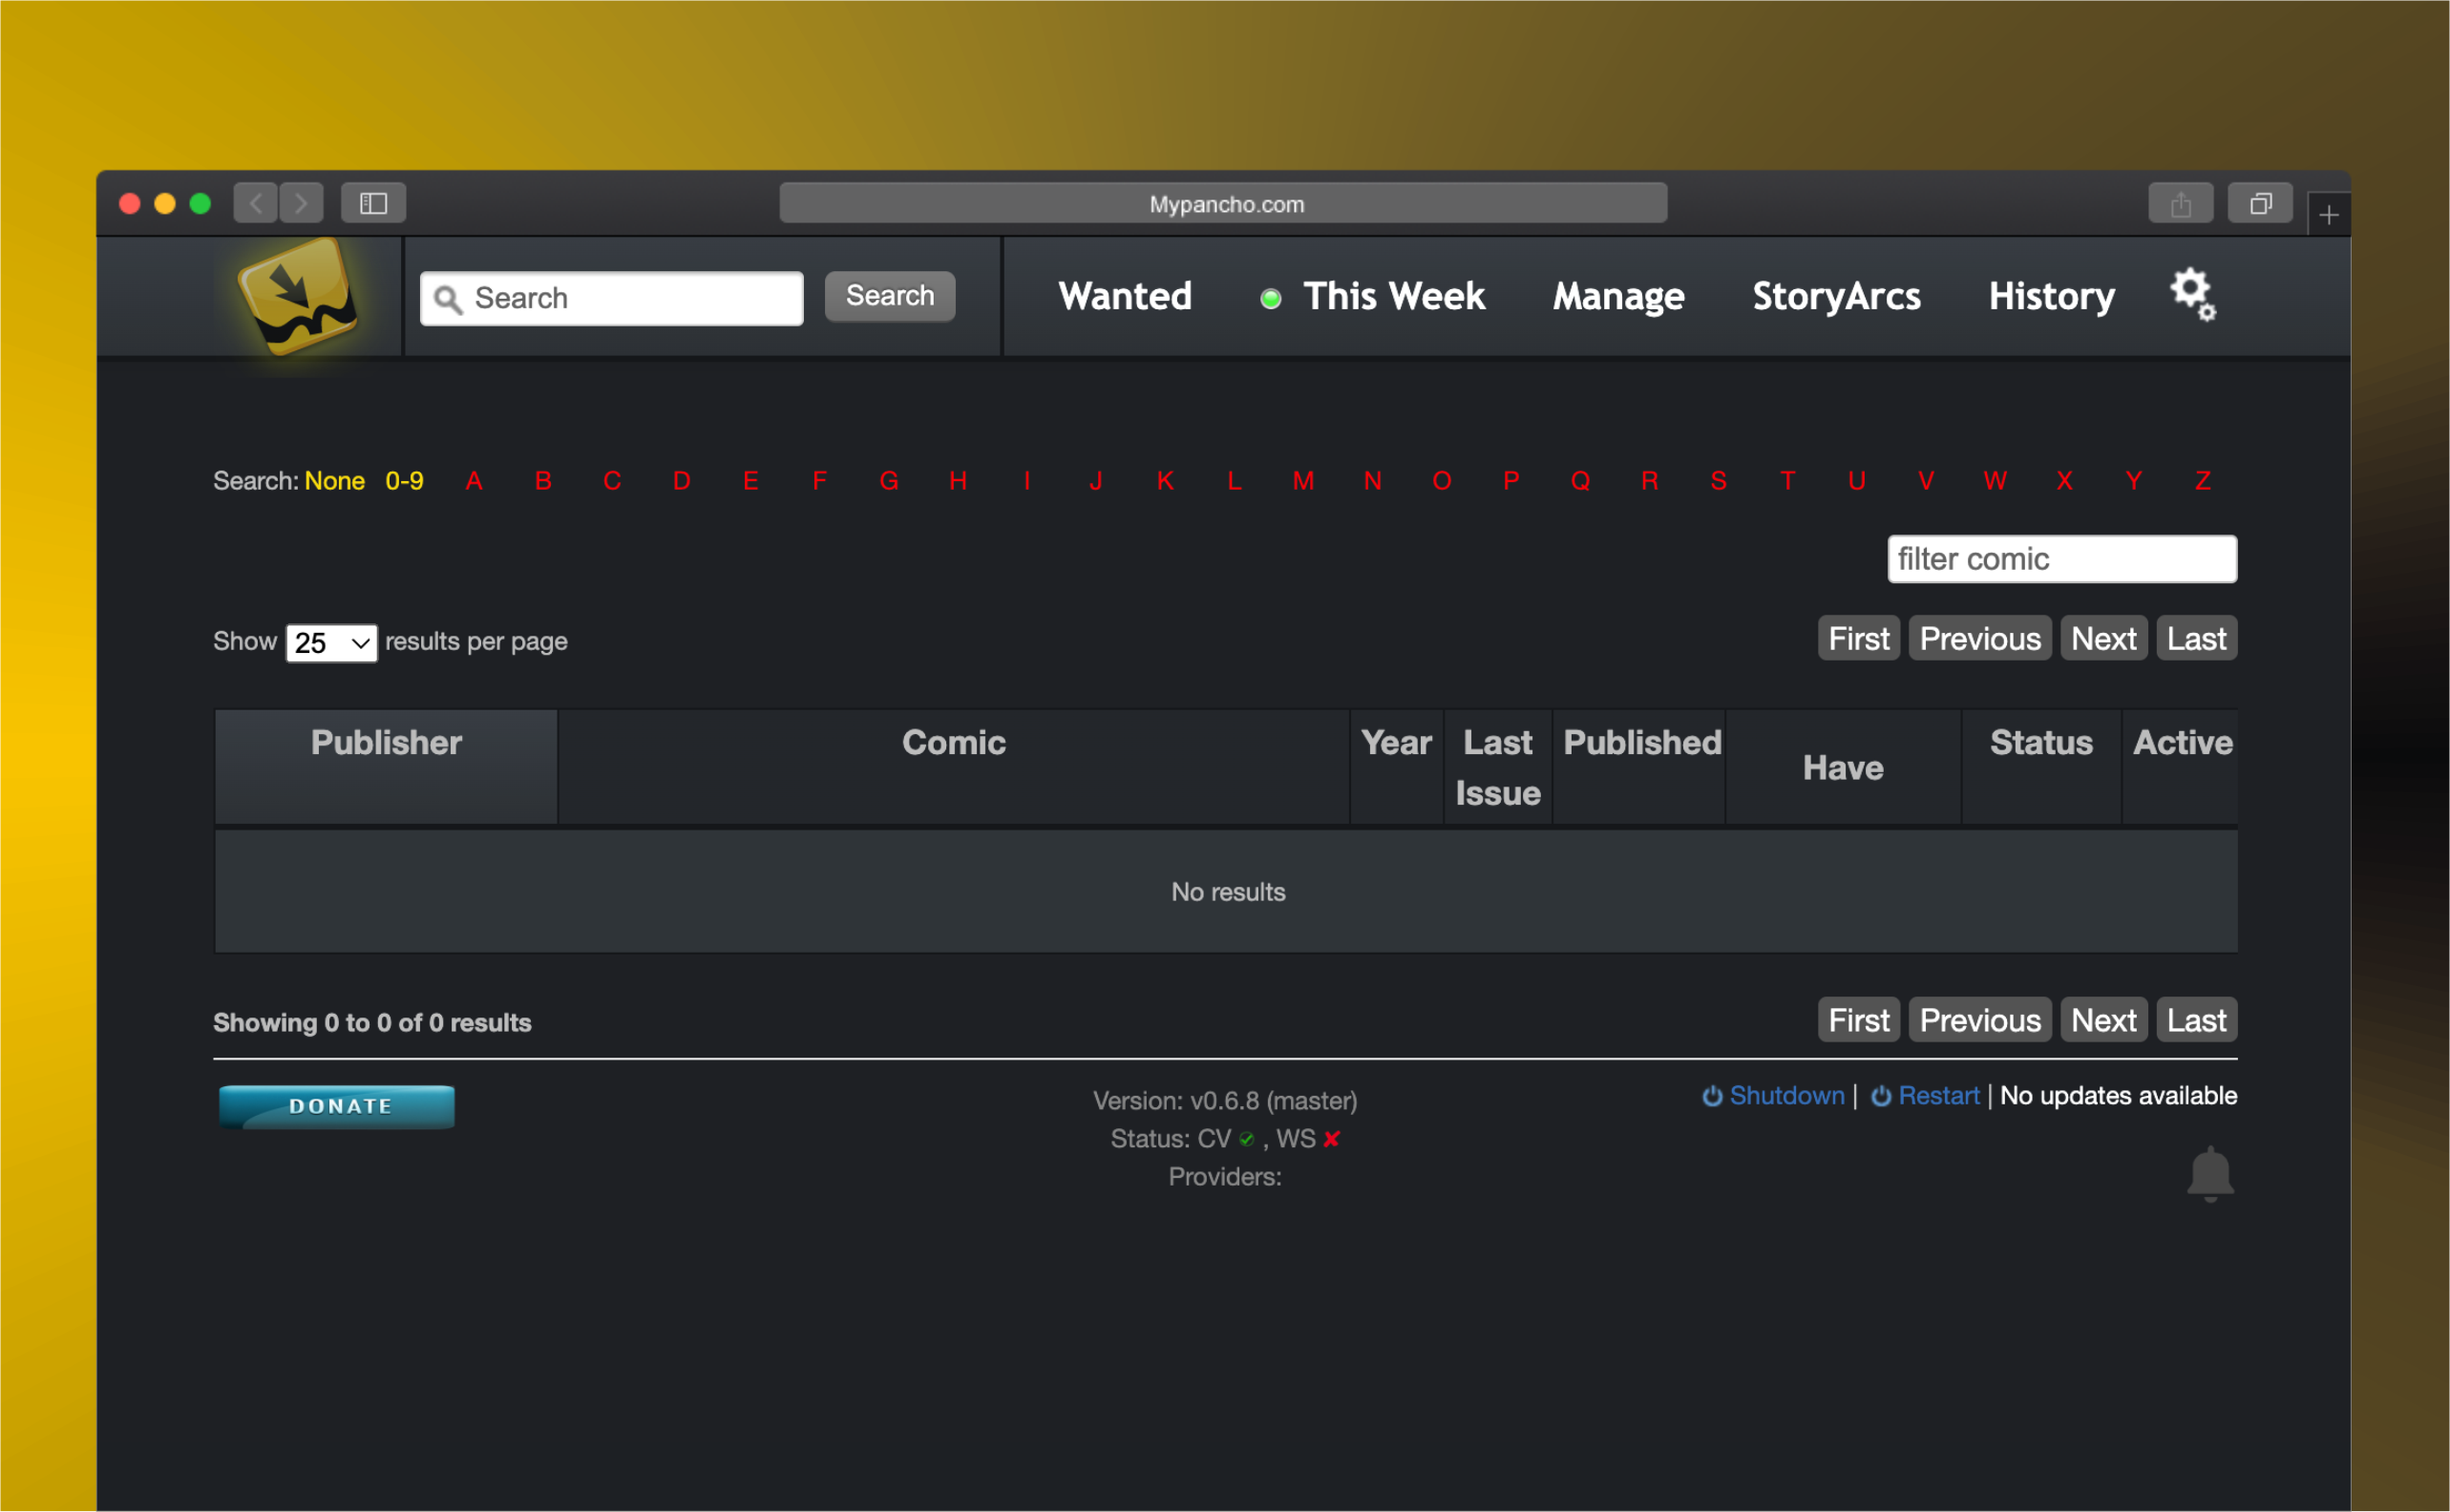 Mypancho.com
Search Search Wanted This Week Manage StoryArcs History
Search: None 0-9 A B C D E F G H I J K L M N O P Q R S T U V W X Y Z
filter comic
Show 25 results per page First Previous Next Last
Publisher Comic Year Last Issue Published Have Status Active
No results
Showing 0 to 0 of 0 results First Previous Next Last
DONATE
Version: v0.6.8 (master)
Status: CV , WS
Providers:
Shutdown | Restart | No updates available